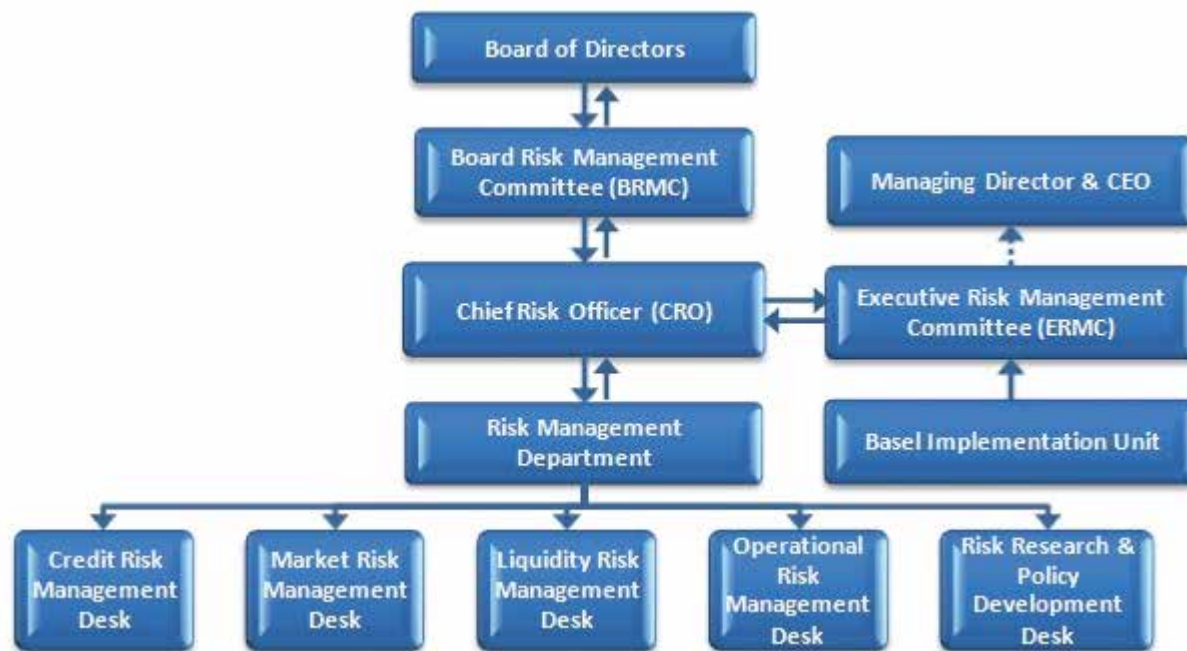 Board of Directors
Board Risk Management
Committee (BRMC)
Managing Director & CEO
Chief Risk Officer (CRO)
Executive Risk Management
Committee (ERMC)
Risk Management
Department
Basel Implementation Unit
Credit Risk
Management
Desk
Market Risk
Management
Desk
Liquidity Risk
Management
Desk
Operational
Risk
Management
Desk
Risk Research &
Policy
Development
Desk